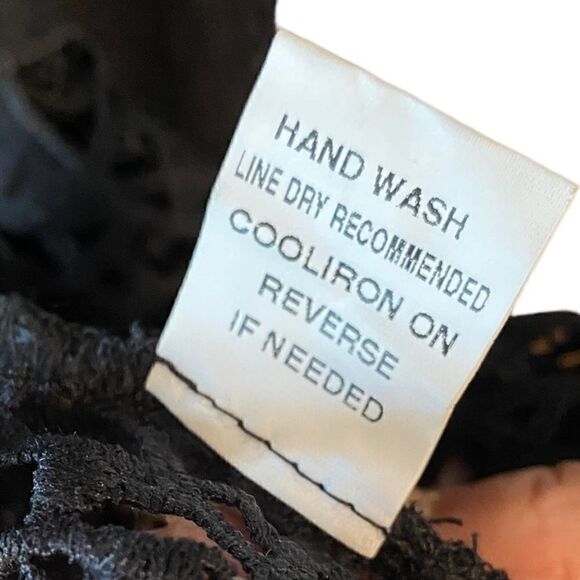 HAND WASH
LINE DRY RECOMMENDED
COOLIRON ON
REVERSE
IF NEEDED